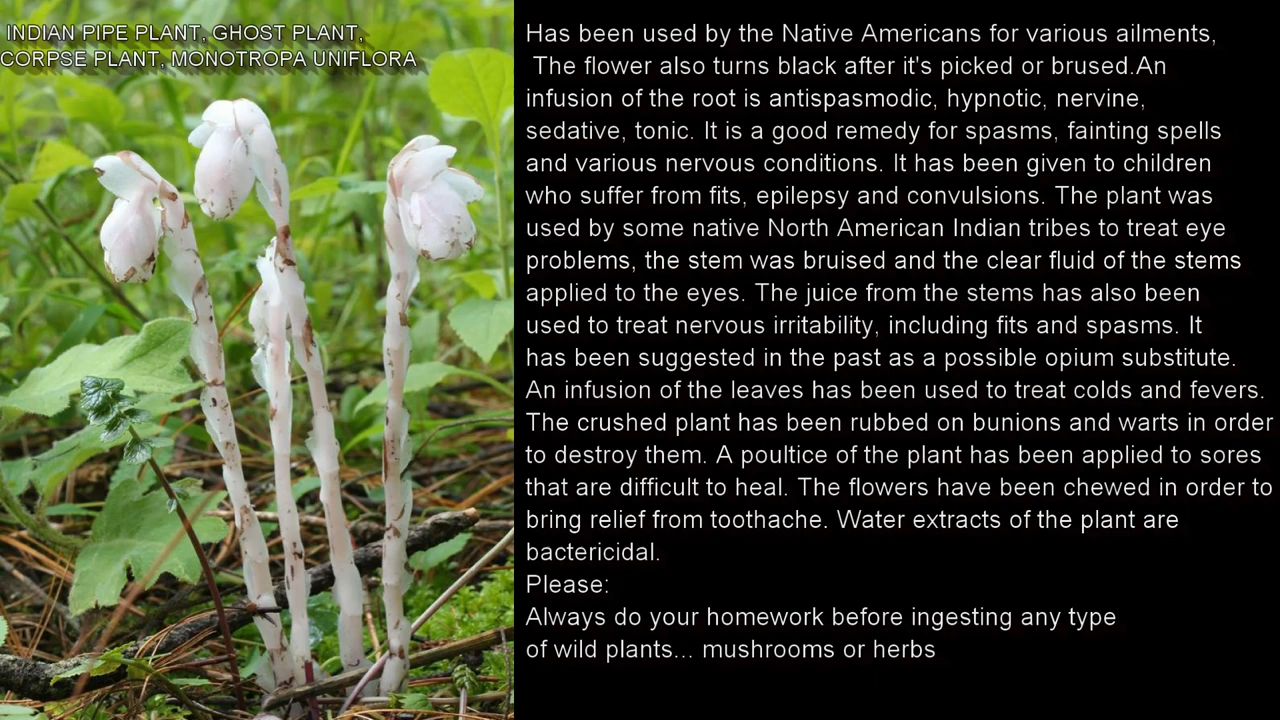 INDIAN PIPE PLANT, GHOST PLANT,
CORPSE PLANT, MONOTROPA UNIFLORA
Has been used by the Native Americans for various ailments,
The flower also turns black after it's picked or brused.An
infusion of the root is antispasmodic, hypnotic, nervine,
sedative, tonic. It is a good remedy for spasms, fainting spells
and various nervous conditions. It has been given to children
who suffer from fits, epilepsy and convulsions. The plant was
used by some native North American Indian tribes to treat eye
problems, the stem was bruised and the clear fluid of the stems
applied to the eyes. The juice from the stems has also been
used to treat nervous irritability, including fits and spasms. It
has been suggested in the past as a possible opium substitute.
An infusion of the leaves has been used to treat colds and fevers.
The crushed plant has been rubbed on bunions and warts in order
to destroy them. A poultice of the plant has been applied to sores
that are difficult to heal. The flowers have been chewed in order to
bring relief from toothache. Water extracts of the plant are
bactericidal.
Please:
Always do your homework before ingesting any type
of wild plants... mushrooms or herbs